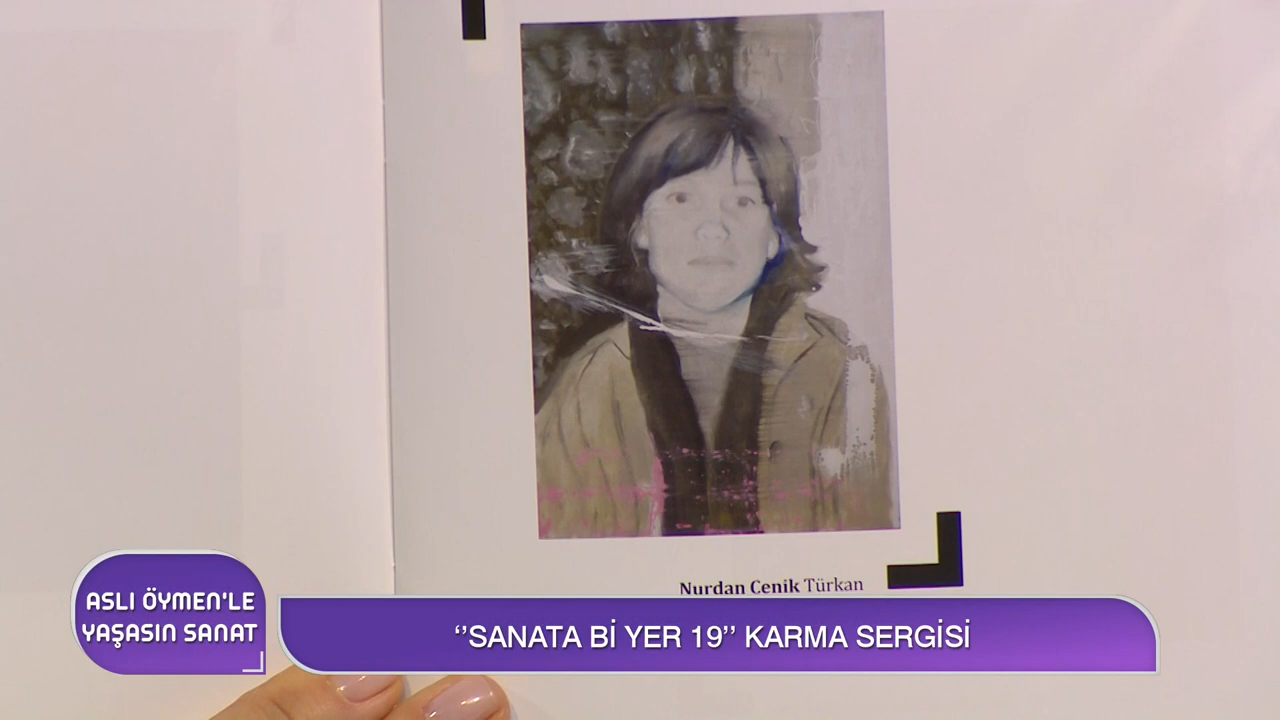 Nurdan Cenik Türkan
ASLI ÖYMEN'LE
YAŞASIN SANAT
‘’SANATA Bİ YER 19’’ KARMA SERGİSİ